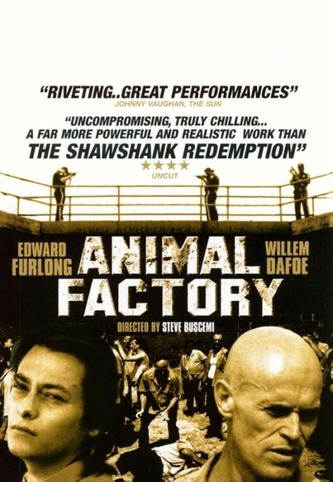 "RIVETING..GREAT PERFORMANCES"
JOHNNY VAUGHAN, THE SUN
"UNCOMPROMISING, TRULY CHILLING...
A FAR MORE POWERFUL AND REALISTIC WORK THAN
THE SHAWSHANK REDEMPTION"
★★★★
UNCUT
EDWARD FURLONG
WILLEM DAFOE
ANIMAL
FACTORY
DIRECTED BY STEVE BUSCEMI